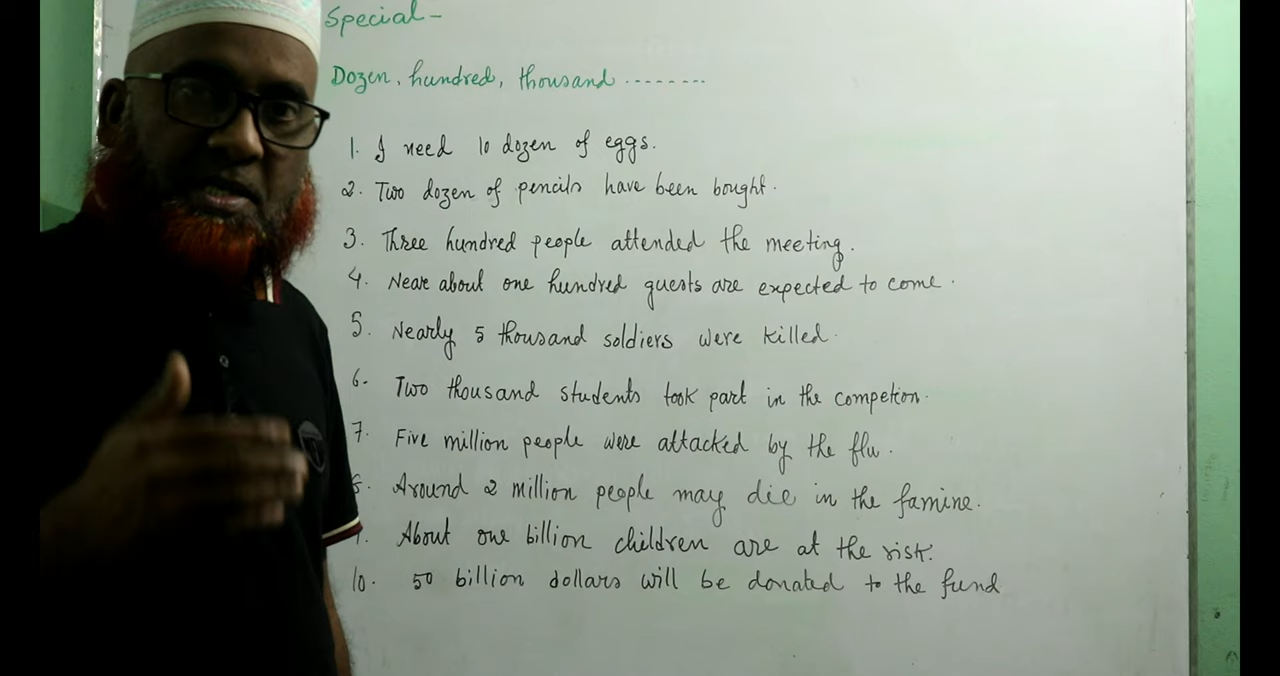 Special -
Dozen, hundred, thousand ........
1. I need 10 dozen of eggs.
2. Two dozen of pencils have been bought.
3. Three hundred people attended the meeting.
4. Near about one hundred guests are expected to come.
5. Nearly 5 thousand soldiers were killed.
6. Two thousand students took part in the competion.
7. Five million people were attacked by the flu.
8. Around 2 million people may die in the famine.
9. About one billion children are at the risk.
10. 50 billion dollars will be donated to the fund